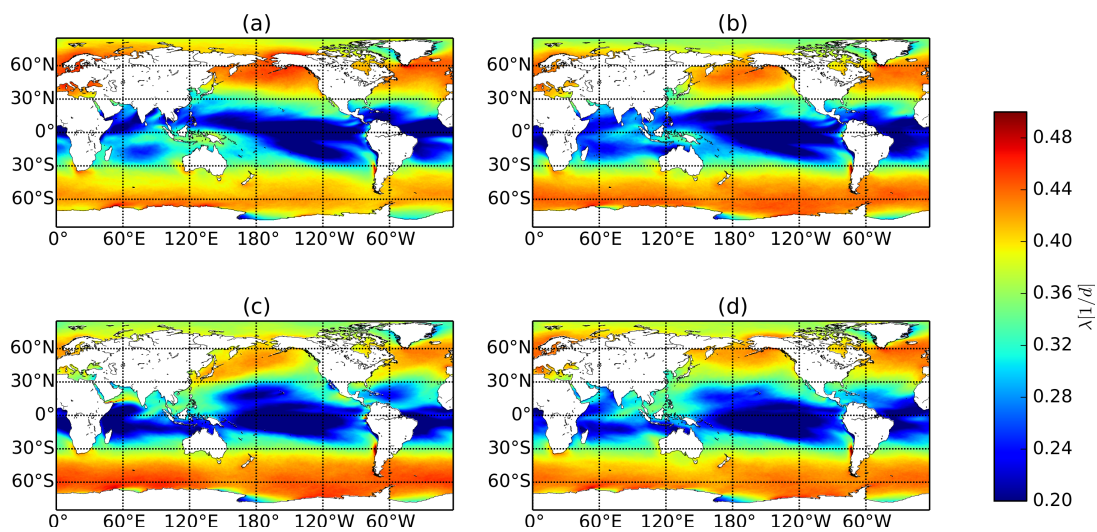 (a) (b)
60°N 60°N
30°N 30°N
0° 0°
30°S 30°S
60°S 60°S
0° 60°E 120°E 180° 120°W 60°W 0° 60°E 120°E 180° 120°W 60°W
(c) (d)
60°N 60°N
30°N 30°N
0° 0°
30°S 30°S
60°S 60°S
0° 60°E 120°E 180° 120°W 60°W 0° 60°E 120°E 180° 120°W 60°W
0.48
0.44
0.40
0.36
0.32
0.28
0.24
0.20
λ[1/d]